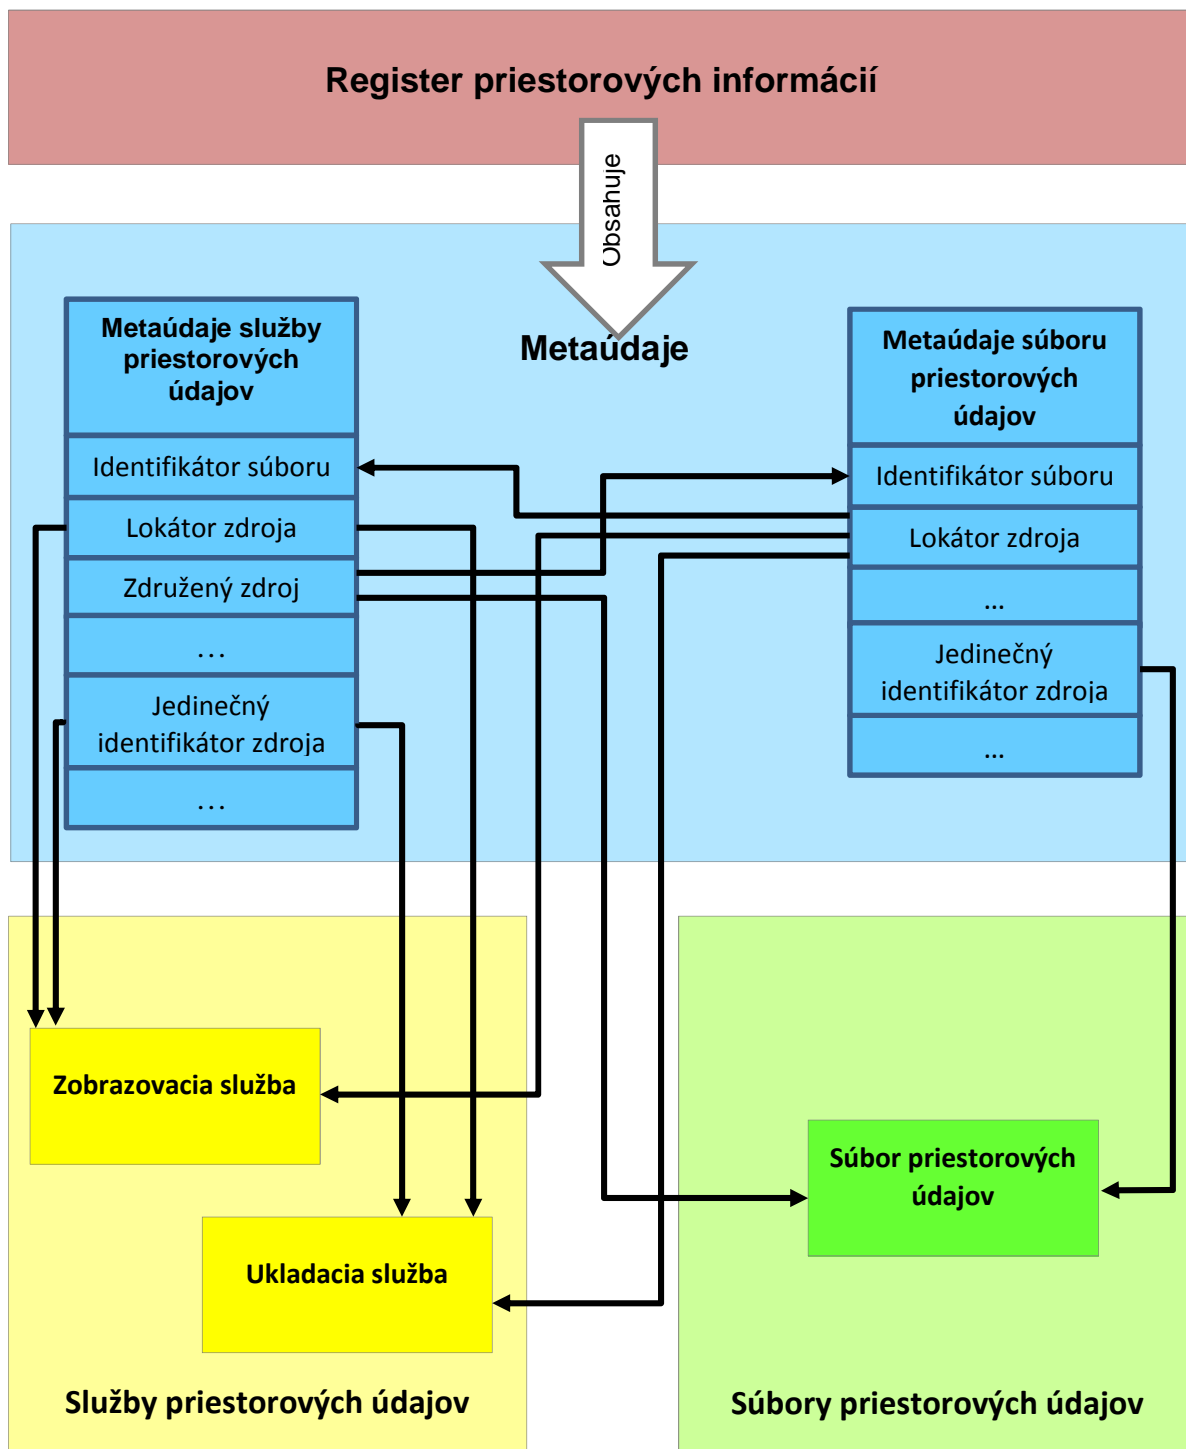 Register priestorových informácií
Obsahuje
Metaúdaje
Metaúdaje služby
priestorových
údajov
Identifikátor súboru
Lokátor zdroja
Združený zdroj
...
Jedinečný
identifikátor zdroja
...
Metaúdaje súboru
priestorových
údajov
Identifikátor súboru
Lokátor zdroja
...
Jedinečný
identifikátor zdroja
...
Zobrazovacia služba
Ukladacia služba
Služby priestorových údajov
Súbor priestorových
údajov
Súbory priestorových údajov